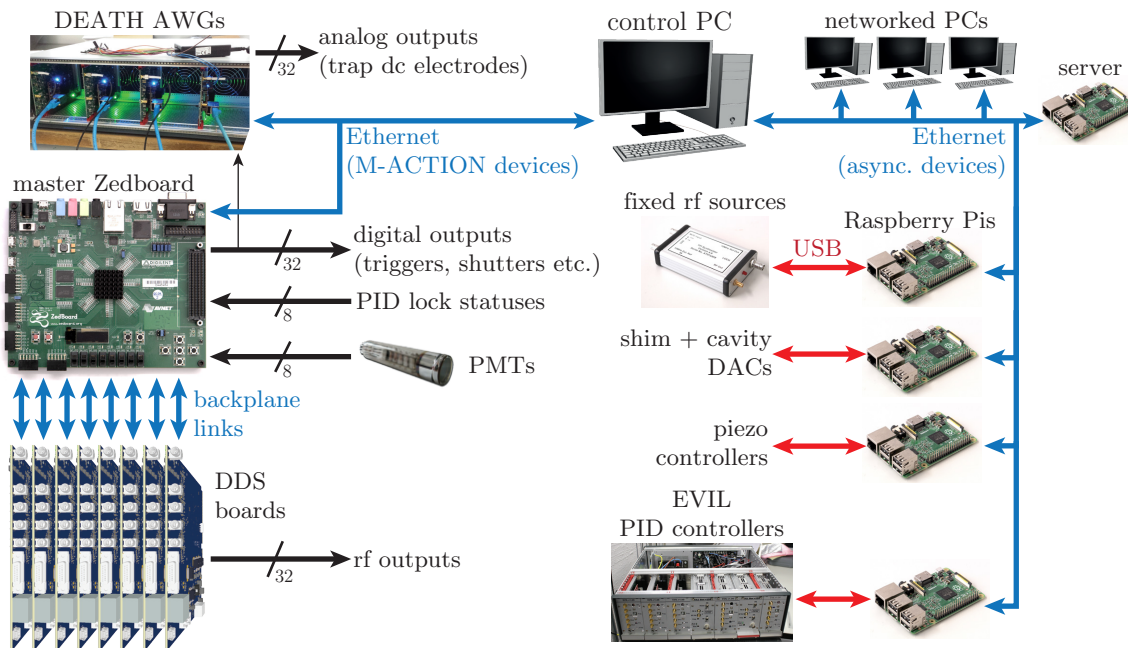 DEATH AWGs
32
analog outputs
(trap dc electrodes)
control PC
networked PCs
server
Ethernet
(M-ACTION devices)
Ethernet
(async. devices)
master Zedboard
32
digital outputs
(triggers, shutters etc.)
8
PID lock statuses
8
PMTs
ZedBoard
fixed rf sources
USB
Raspberry Pis
shim + cavity
DACs
piezo
controllers
EVIL
PID controllers
backplane
links
DDS
boards
32
rf outputs